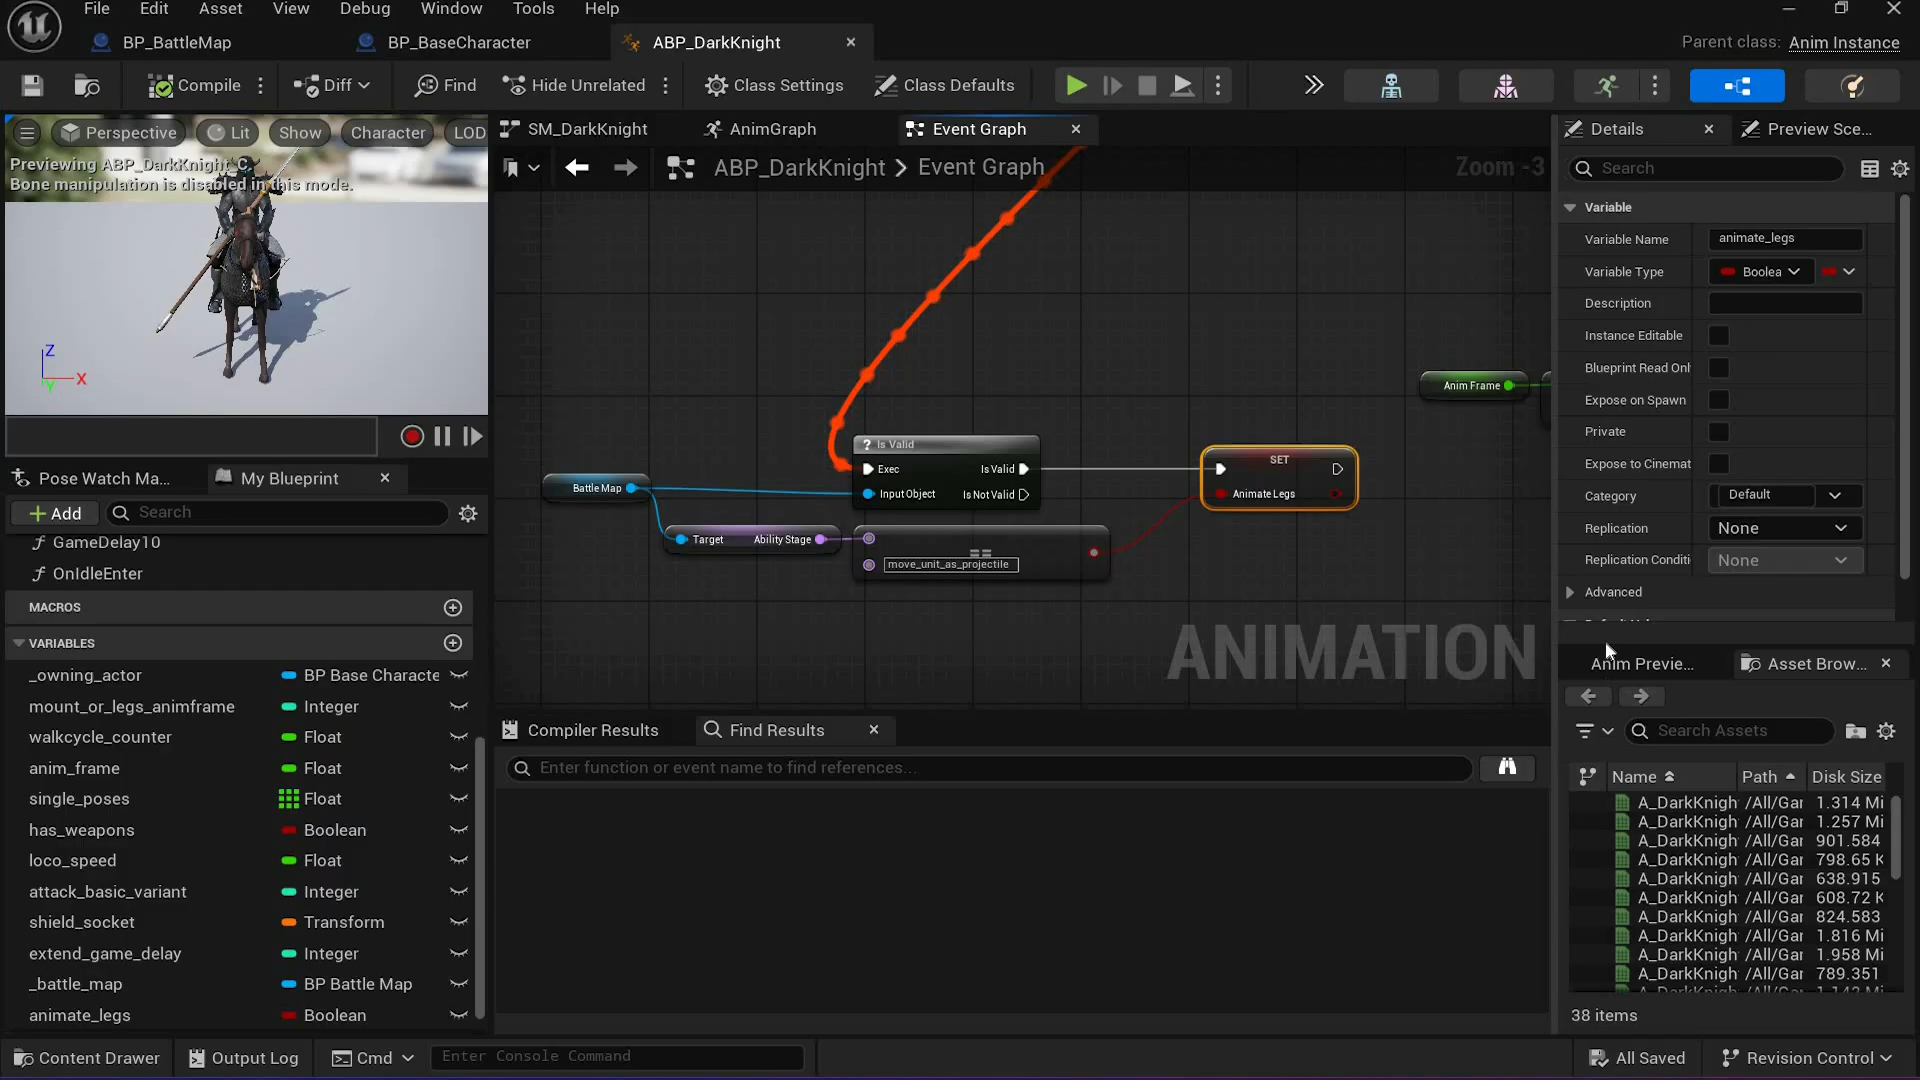 File Edit Asset View Debug Window Tools Help
BP_BattleMap BP_BaseCharacter ABP_DarkKnight Parent class: Anim Instance
Compile Diff Find Hide Unrelated Class Settings Class Defaults
Perspective Lit Show Character LOD
Previewing ABP_DarkKnight_C.
Bone manipulation is disabled in this mode.
Z
X
Y
SM_DarkKnight AnimGraph Event Graph
ABP_DarkKnight > Event Graph Zoom -3
Anim Frame
Is Valid
Exec Is Valid
Input Object Is Not Valid
Battle Map
Target Ability Stage
==
move_unit_as_projectile
SET
Animate Legs
ANIMATION
Pose Watch Ma... My Blueprint
Add Search
GameDelay10
OnIdleEnter
MACROS
VARIABLES
_owning_actor BP Base Characte
mount_or_legs_animframe Integer
walkcycle_counter Float
anim_frame Float
single_poses Float
has_weapons Boolean
loco_speed Float
attack_basic_variant Integer
shield_socket Transform
extend_game_delay Integer
_battle_map BP Battle Map
animate_legs Boolean
Compiler Results Find Results
Enter function or event name to find references...
Details Preview Sce...
Search
Variable
Variable Name animate_legs
Variable Type Boolea
Description
Instance Editable
Blueprint Read Onl
Expose on Spawn
Private
Expose to Cinemat
Category Default
Replication None
Replication Conditi None
Advanced
Anim Previe... Asset Brow...
Search Assets
Name Path Disk Size
A_DarkKnigh /All/Gar 1.314 Mi
A_DarkKnigh /All/Gar 1.257 Mi
A_DarkKnigh /All/Gar 901.584
A_DarkKnigh /All/Gar 798.65 K
A_DarkKnigh /All/Gar 638.915
A_DarkKnigh /All/Gar 608.72 K
A_DarkKnigh /All/Gar 824.583
A_DarkKnigh /All/Gar 1.816 Mi
A_DarkKnigh /All/Gar 1.958 Mi
A_DarkKnigh /All/Gar 789.351
38 items
Content Drawer Output Log Cmd Enter Console Command All Saved Revision Control